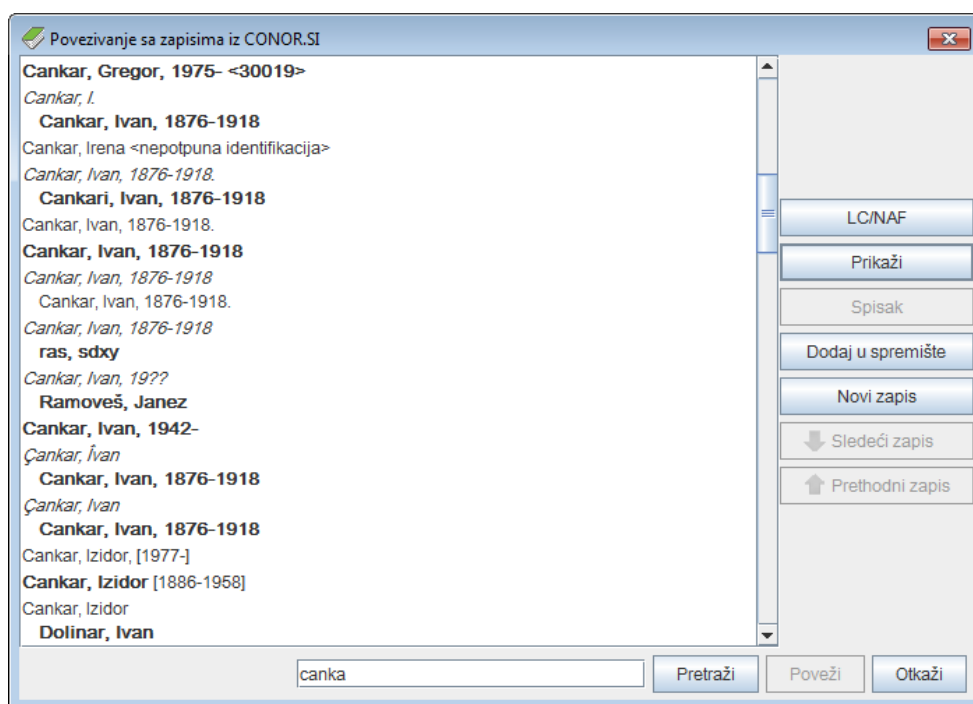 Povezivanje sa zapisima iz CONOR.SI
Cankar, Gregor, 1975- <30019>
Cankar, I.
Cankar, Ivan, 1876-1918
Cankar, Irena <nepotpuna identifikacija>
Cankar, Ivan, 1876-1918.
Cankari, Ivan, 1876-1918
Cankar, Ivan, 1876-1918.
Cankar, Ivan, 1876-1918
Cankar, Ivan, 1876-1918
Cankar, Ivan, 1876-1918.
Cankar, Ivan, 1876-1918
ras, sdxy
Cankar, Ivan, 19??
Ramoveš, Janez
Cankar, Ivan, 1942-
Çankar, Îvan
Cankar, Ivan, 1876-1918
Çankar, Ivan
Cankar, Ivan, 1876-1918
Cankar, Izidor, [1977-]
Cankar, Izidor [1886-1958]
Cankar, Izidor
Dolinar, Ivan
LC/NAF
Prikaži
Spisak
Dodaj u spremište
Novi zapis
Sledeći zapis
Prethodni zapis
canka
Pretraži
Poveži
Otkaži